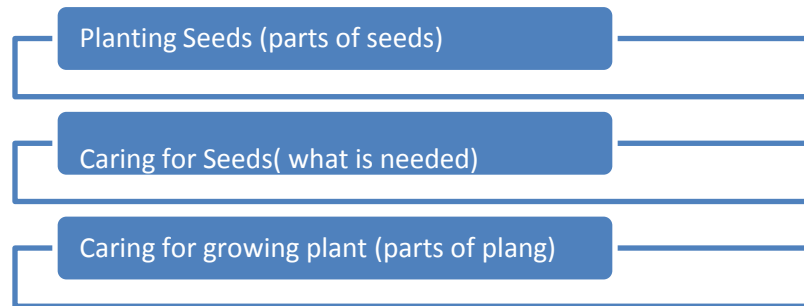 Planting Seeds (parts of seeds)
Caring for Seeds( what is needed)
Caring for growing plant (parts of plang)